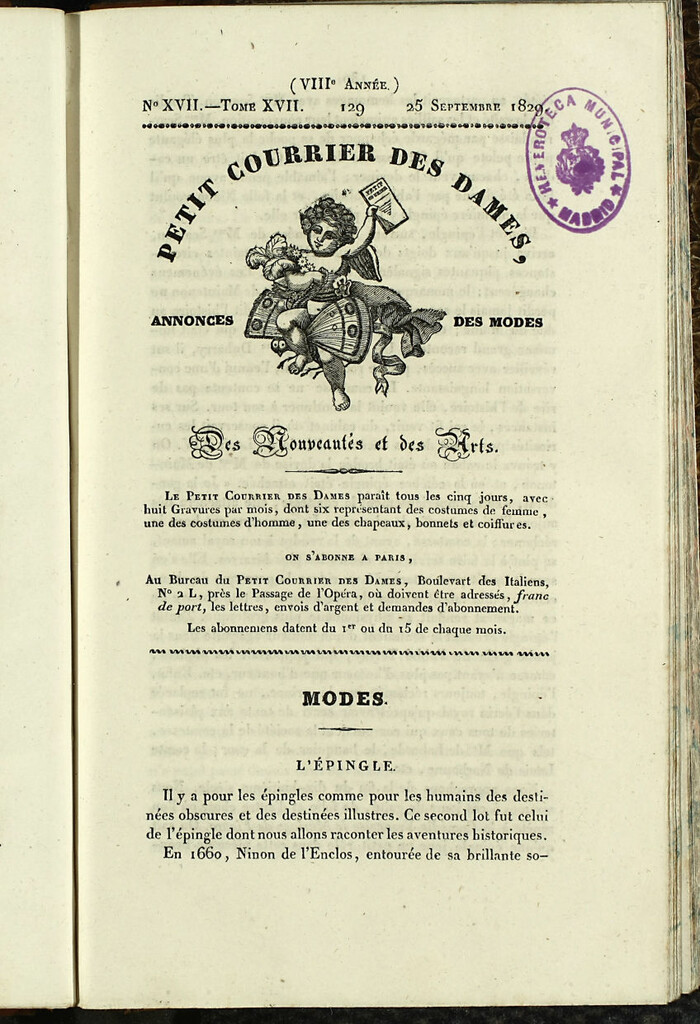 (VIIIe Année.)
No XVII.—Tome XVII. 129 25 Septembre 1829.
HEMEROTECA MUNICIPAL
MADRID
PETIT COURRIER DES DAMES,
ANNONCES DES MODES
Des Nouveautés et des Arts.
Le Petit Courrier des Dames paraît tous les cinq jours, avec
huit Gravures par mois, dont six représentant des costumes de femme,
une des costumes d'homme, une des chapeaux, bonnets et coiffures.
ON S'ABONNE A PARIS,
Au Bureau du Petit Courrier des Dames, Boulevart des Italiens,
No 2 L, près le Passage de l'Opéra, où doivent être adressés, franc
de port, les lettres, envois d'argent et demandes d'abonnement.
Les abonnemens datent du 1er ou du 15 de chaque mois.
MODES.
L'ÉPINGLE.
Il y a pour les épingles comme pour les humains des desti-
nées obscures et des destinées illustres. Ce second lot fut celui
de l'épingle dont nous allons raconter les aventures historiques.
En 1660, Ninon de l'Enclos, entourée de sa brillante so-